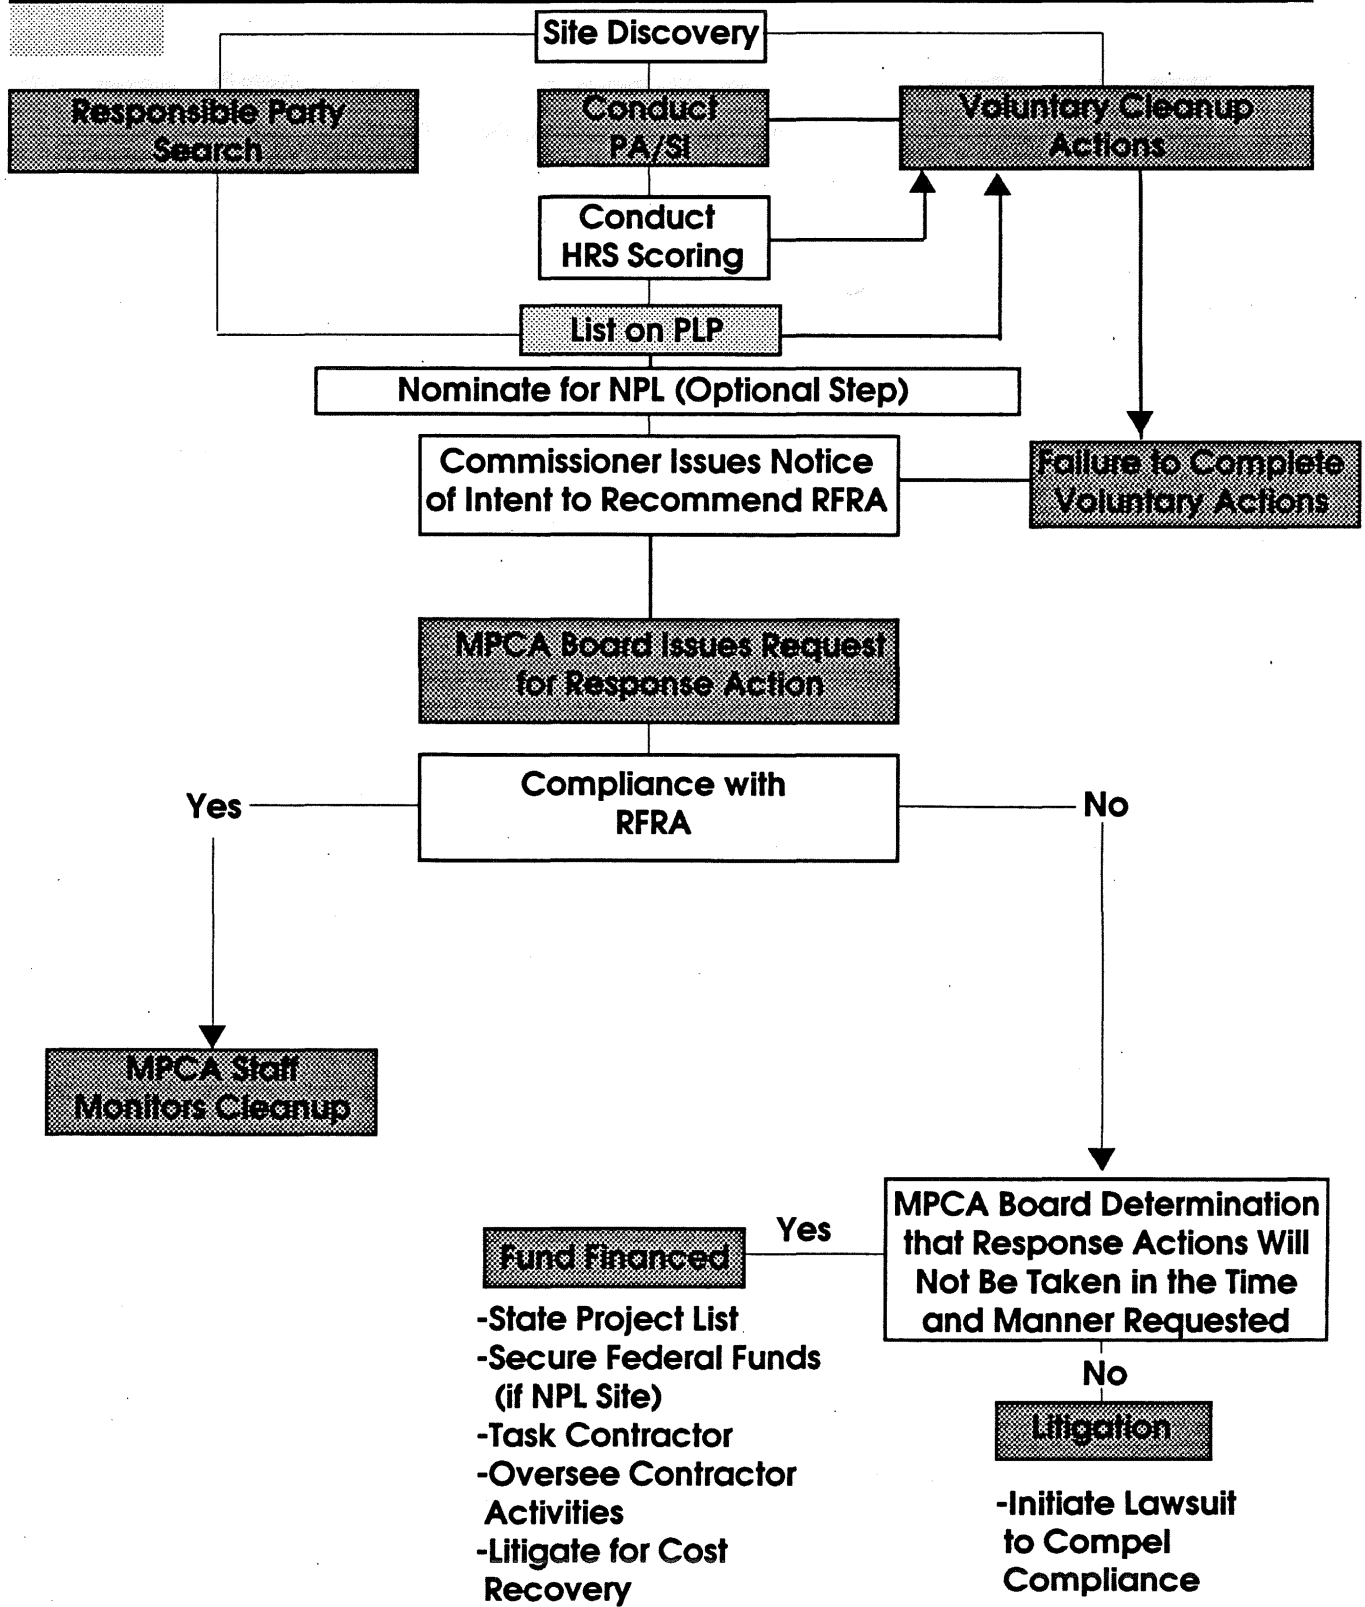 Site Discovery
Responsible Party
Search
Conduct
PA/SI
Voluntary Cleanup
Actions
Conduct
HRS Scoring
List on PLP
Nominate for NPL (Optional Step)
Commissioner Issues Notice
of Intent to Recommend RFRA
Failure to Complete
Voluntary Actions
MPCA Board Issues Request
for Response Action
Compliance with
RFRA
Yes
No
MPCA Staff
Monitors Cleanup
MPCA Board Determination
that Response Actions Will
Not Be Taken in the Time
and Manner Requested
Yes
Fund Financed
-State Project List
-Secure Federal Funds
(if NPL Site)
-Task Contractor
-Oversee Contractor
Activities
-Litigate for Cost
Recovery
No
Litigation
-Initiate Lawsuit
to Compel
Compliance